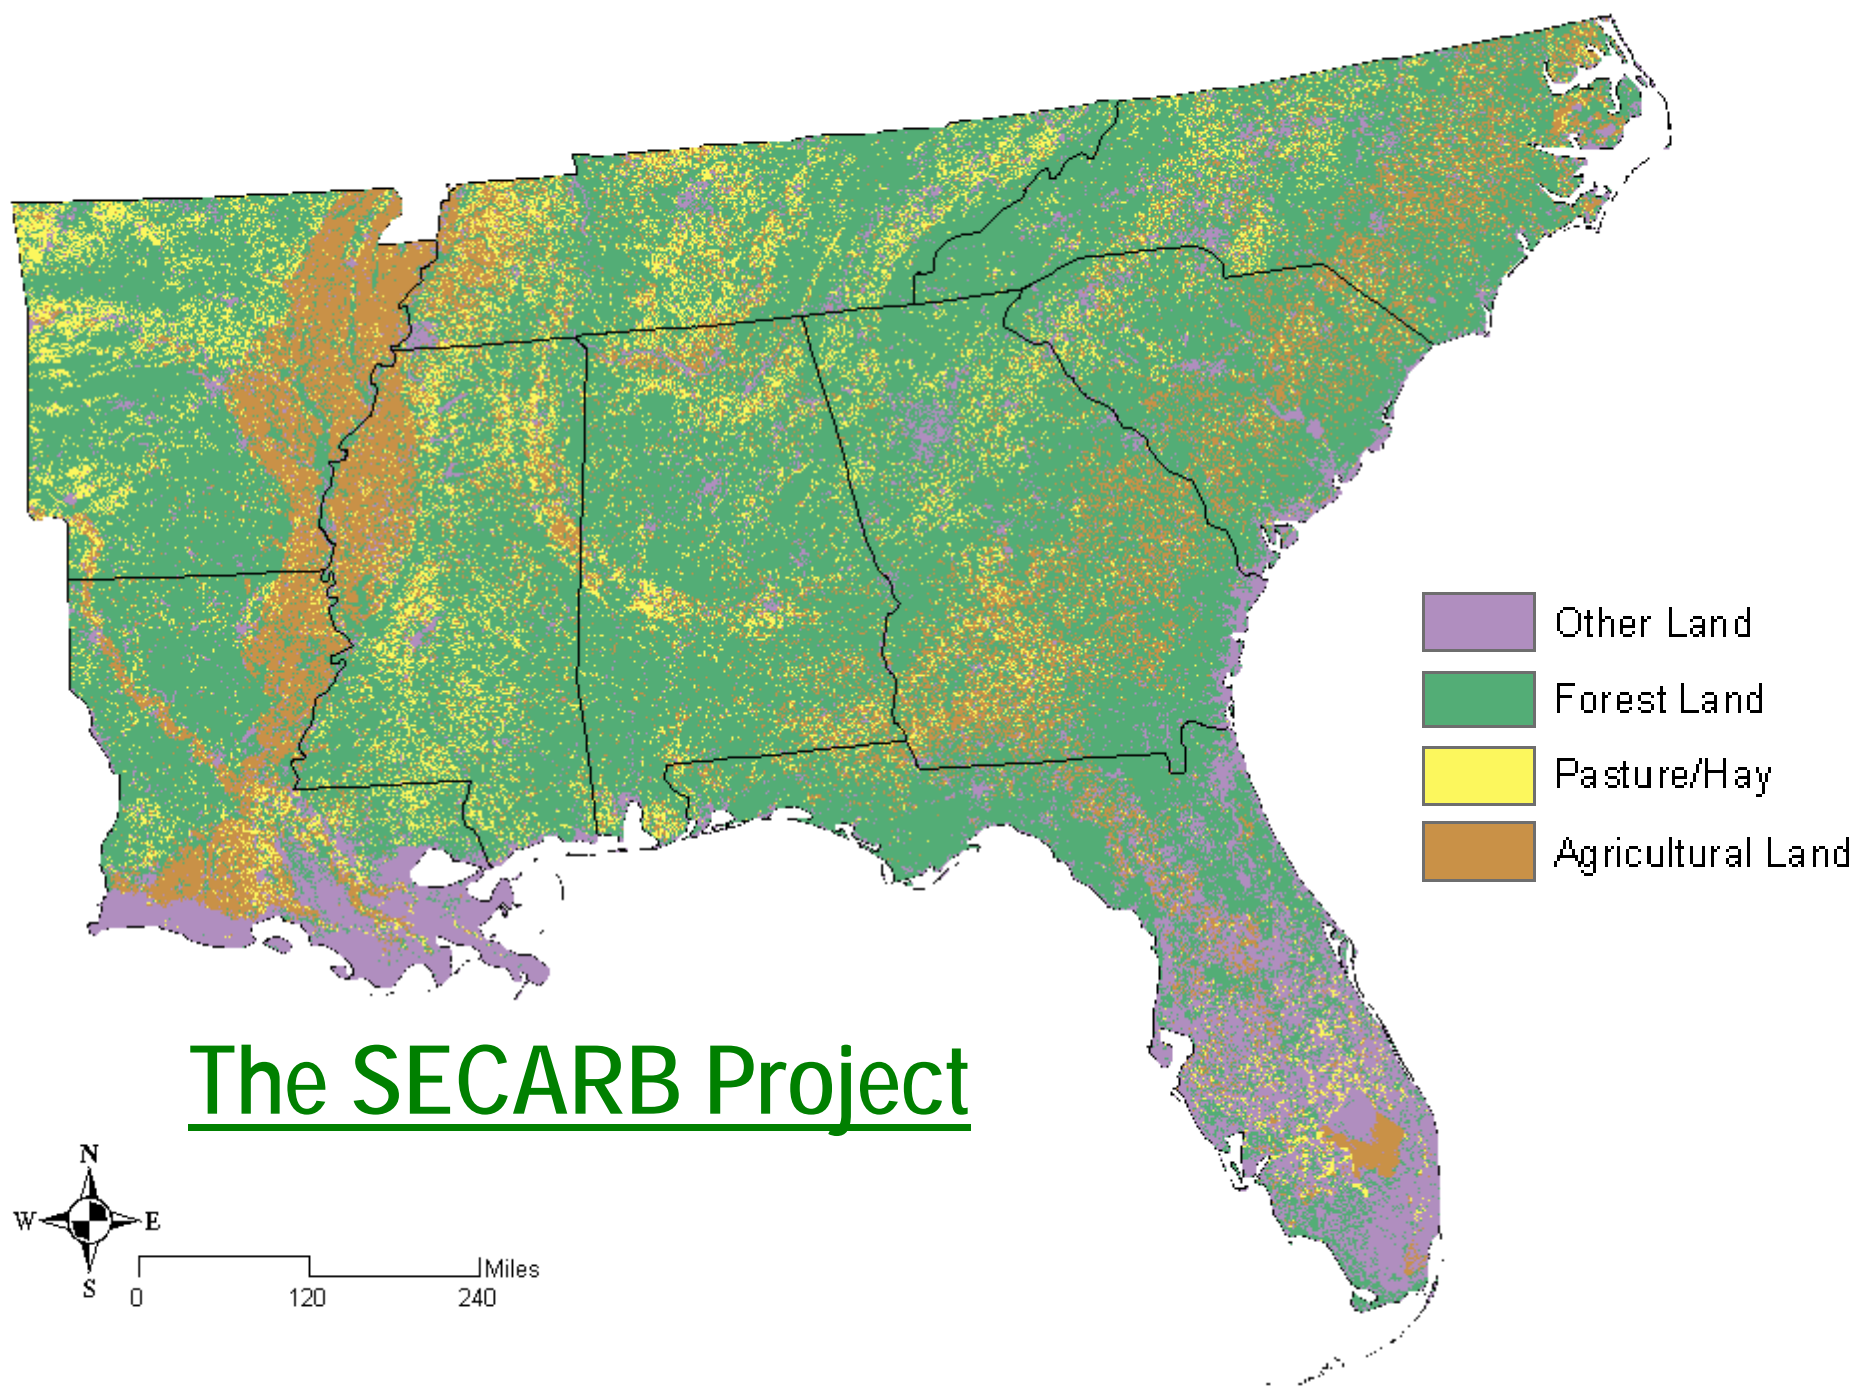 Other Land
Forest Land
Pasture/Hay
Agricultural Land
The SECARB Project
N
W E
S
Miles
0 120 240